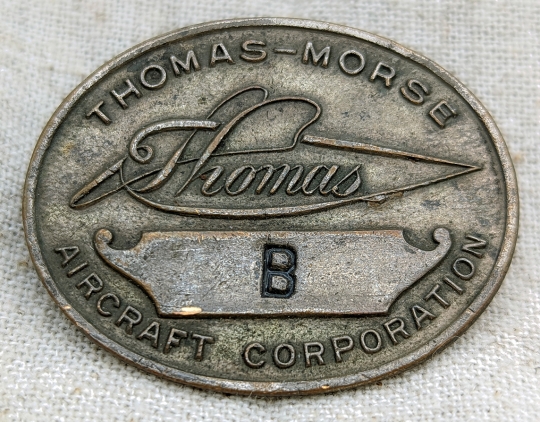 THOMAS-MORSE
Thomas
B
AIRCRAFT CORPORATION